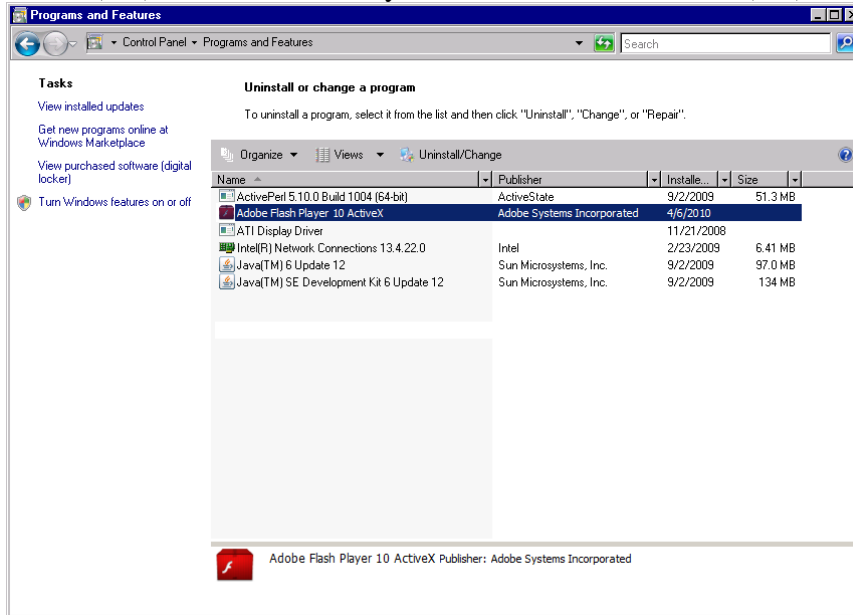 Programs and Features
Control Panel Programs and Features Search
Tasks
View installed updates
Get new programs online at
Windows Marketplace
View purchased software (digital
locker)
Turn Windows features on or off
Uninstall or change a program
To uninstall a program, select it from the list and then click "Uninstall", "Change", or "Repair".
Organize Views Uninstall/Change
Name Publisher Installe... Size
ActivePerl 5.10.0 Build 1004 (64-bit) ActiveState 9/2/2009 51.3 MB
Adobe Flash Player 10 ActiveX Adobe Systems Incorporated 4/6/2010
ATI Display Driver 11/21/2008
Intel(R) Network Connections 13.4.22.0 Intel 2/23/2009 6.41 MB
Java(TM) 6 Update 12 Sun Microsystems, Inc. 9/2/2009 97.0 MB
Java(TM) SE Development Kit 6 Update 12 Sun Microsystems, Inc. 9/2/2009 134 MB
Adobe Flash Player 10 ActiveX Publisher: Adobe Systems Incorporated